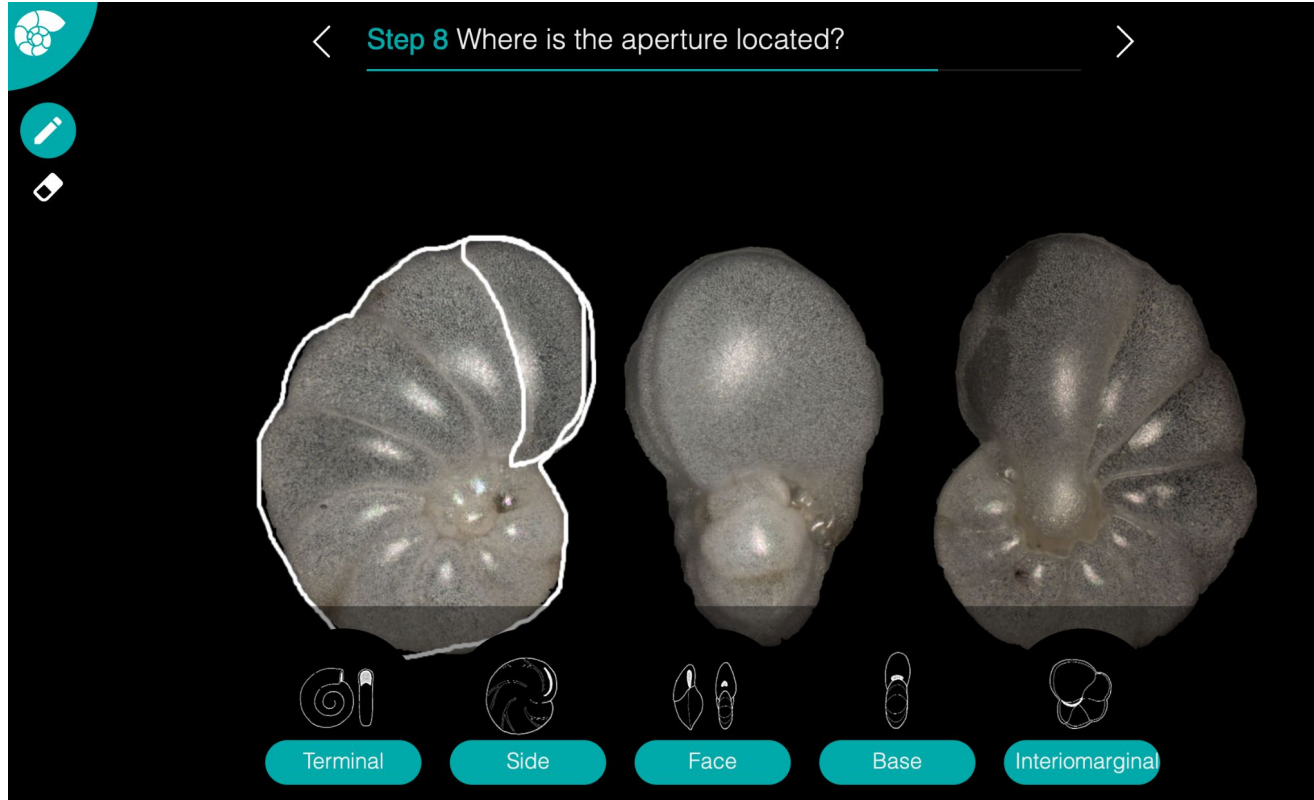 Step 8 Where is the aperture located?
Terminal
Side
Face
Base
Interiomarginal